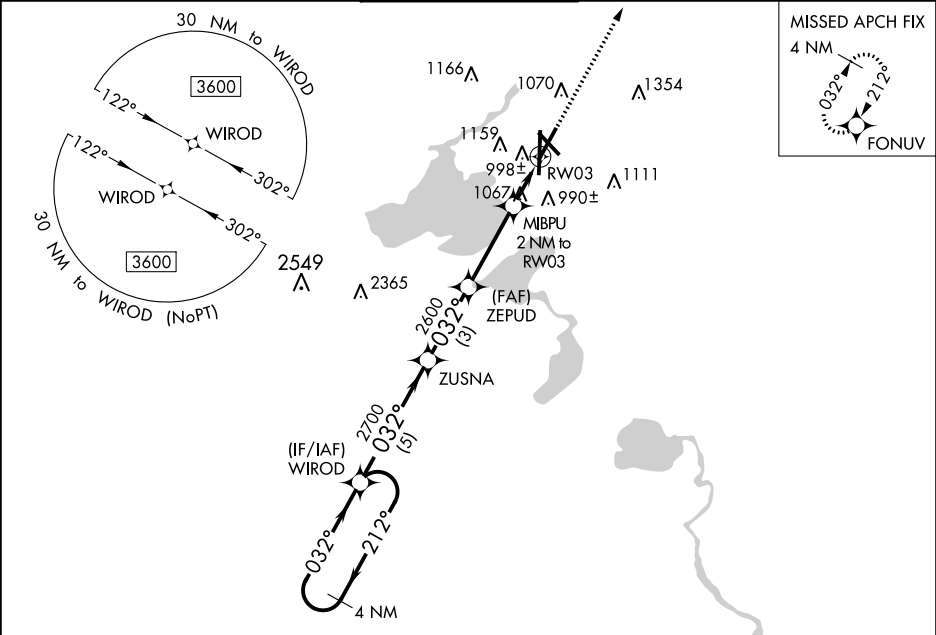 30 NM to WIROD
3600
122°
WIROD
302°
122°
WIROD
302°
3600
30 NM to WIROD (NoPT)
MISSED APCH FIX
4 NM
032°
212°
FONUV
1166
1070
1354
1159
998±
RW03
1111
1067
990±
MIBPU
2 NM to
RW03
2549
2365
(FAF)
ZEPUD
2600
032°
(3)
ZUSNA
2700
032°
(5)
(IF/IAF)
WIROD
032°
212°
4 NM